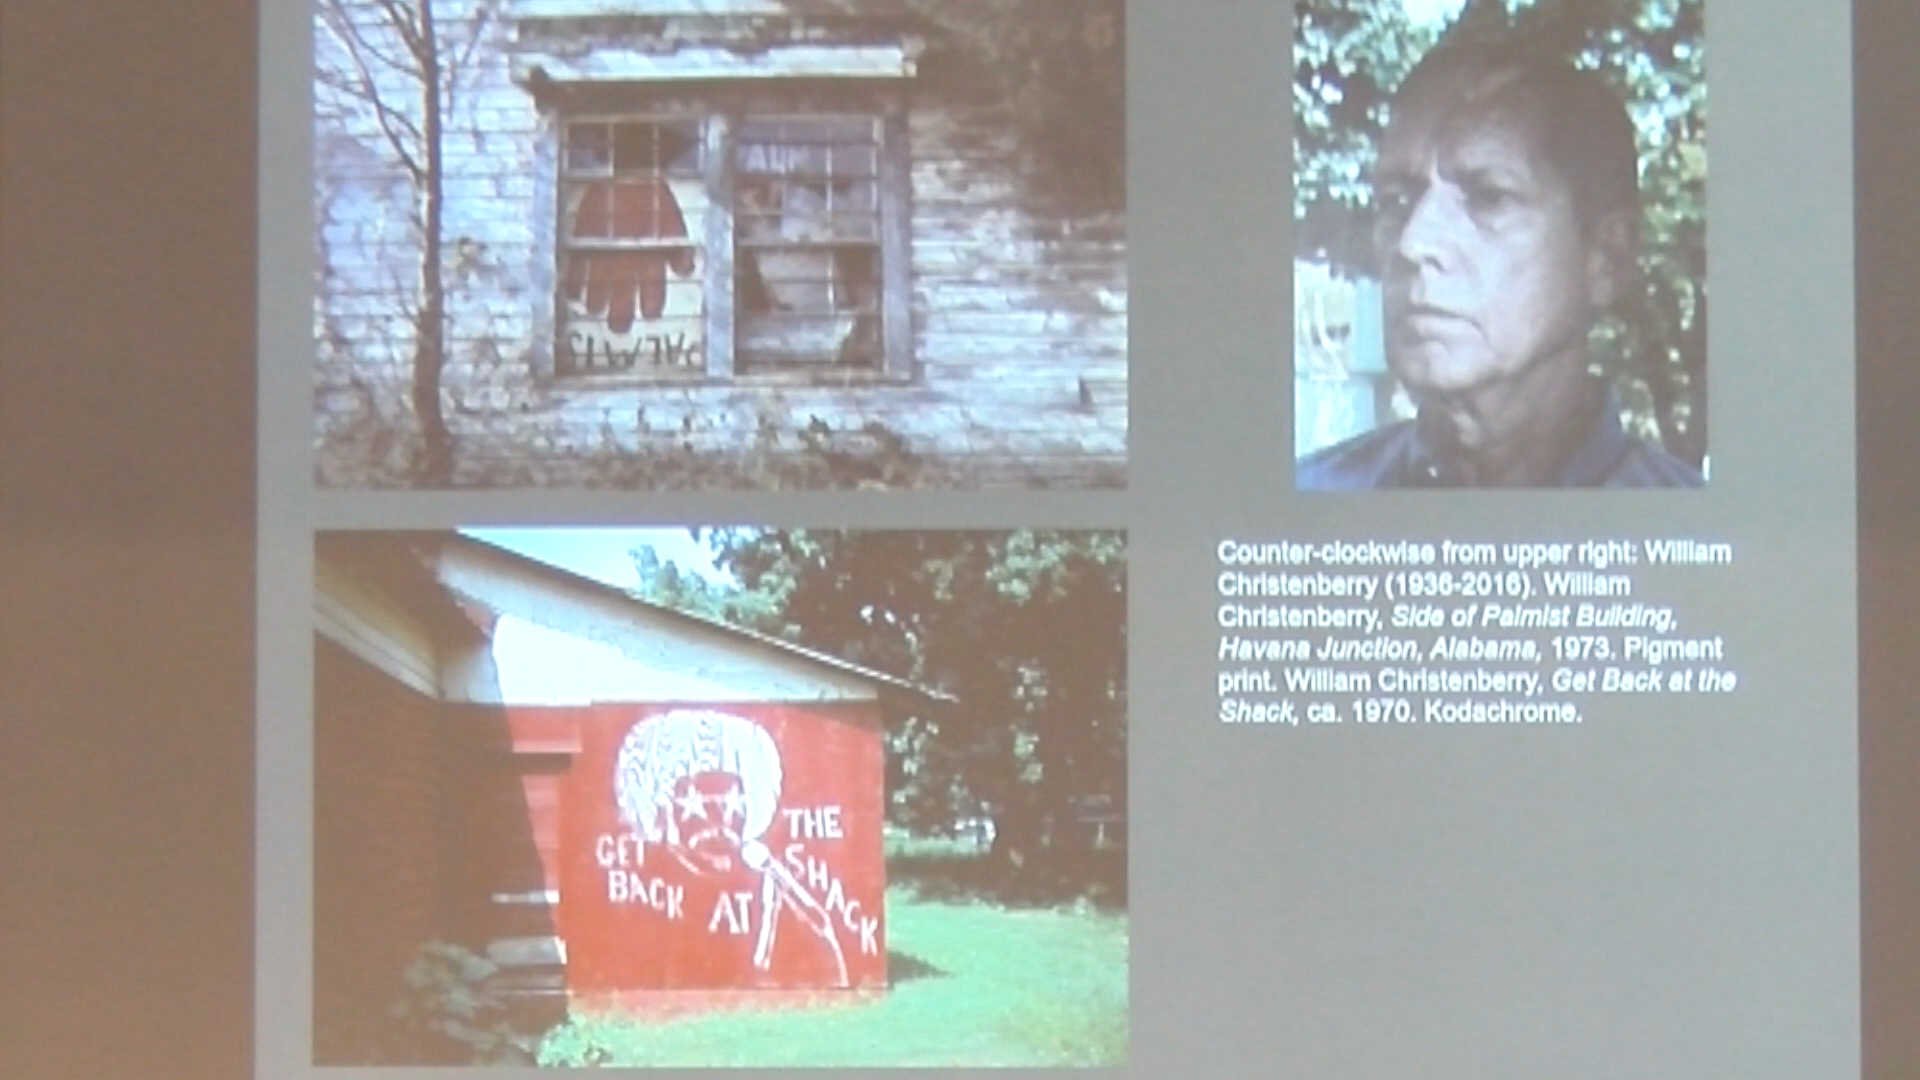 PALMIST
Counter-clockwise from upper right: William
Christenberry (1936-2016). William
Christenberry, Side of Palmist Building,
Havana Junction, Alabama, 1973. Pigment
print. William Christenberry, Get Back at the
Shack, ca. 1970. Kodachrome.
GET
BACK AT
THE
SHACK